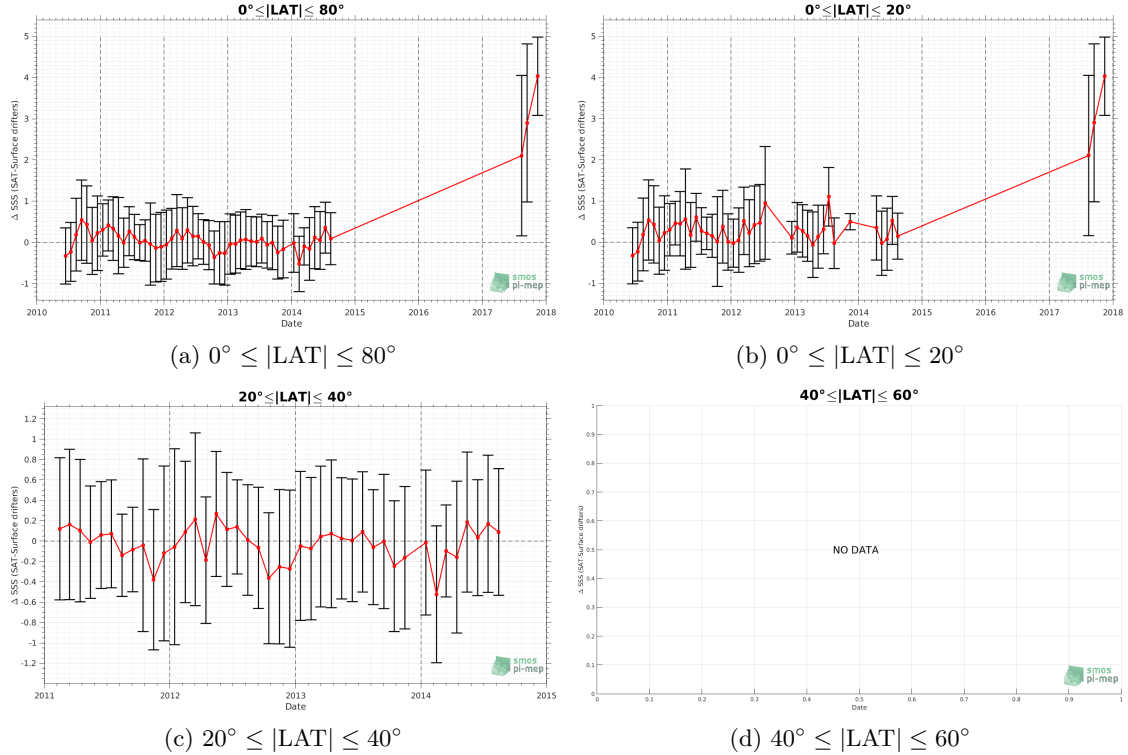 0°≤|LAT|≤ 80°
Δ SSS (SAT-Surface drifters)
5
4
3
2
1
0
-1
2010 2011 2012 2013 2014 2015 2016 2017 2018
Date
smos
pi-mep
(a) 0° ≤ |LAT| ≤ 80°
0°≤|LAT|≤ 20°
Δ SSS (SAT-Surface drifters)
5
4
3
2
1
0
-1
2010 2011 2012 2013 2014 2015 2016 2017 2018
Date
smos
pi-mep
(b) 0° ≤ |LAT| ≤ 20°
20°≤|LAT|≤ 40°
Δ SSS (SAT-Surface drifters)
1.2
1
0.8
0.6
0.4
0.2
0
-0.2
-0.4
-0.6
-0.8
-1
-1.2
2011 2012 2013 2014 2015
Date
smos
pi-mep
(c) 20° ≤ |LAT| ≤ 40°
40°≤|LAT|≤ 60°
Δ SSS (SAT-Surface drifters)
1
0.9
0.8
0.7
0.6
0.5
0.4
0.3
0.2
0.1
0
NO DATA
0 0.1 0.2 0.3 0.4 0.5 0.6 0.7 0.8 0.9 1
Date
smos
pi-mep
(d) 40° ≤ |LAT| ≤ 60°